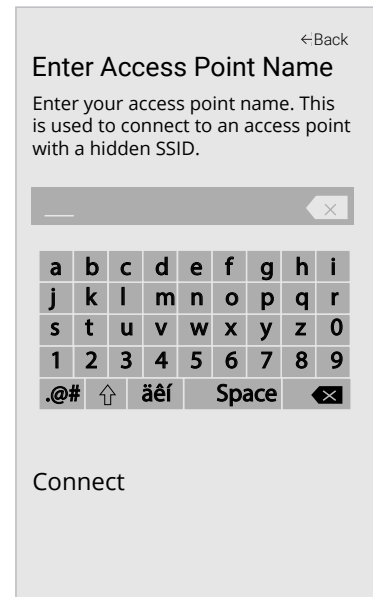 ←Back
Enter Access Point Name
Enter your access point name. This
is used to connect to an access point
with a hidden SSID.
a b c d e f g h i
j k l m n o p q r
s t u v w x y z 0
1 2 3 4 5 6 7 8 9
.@# äêí Space
Connect